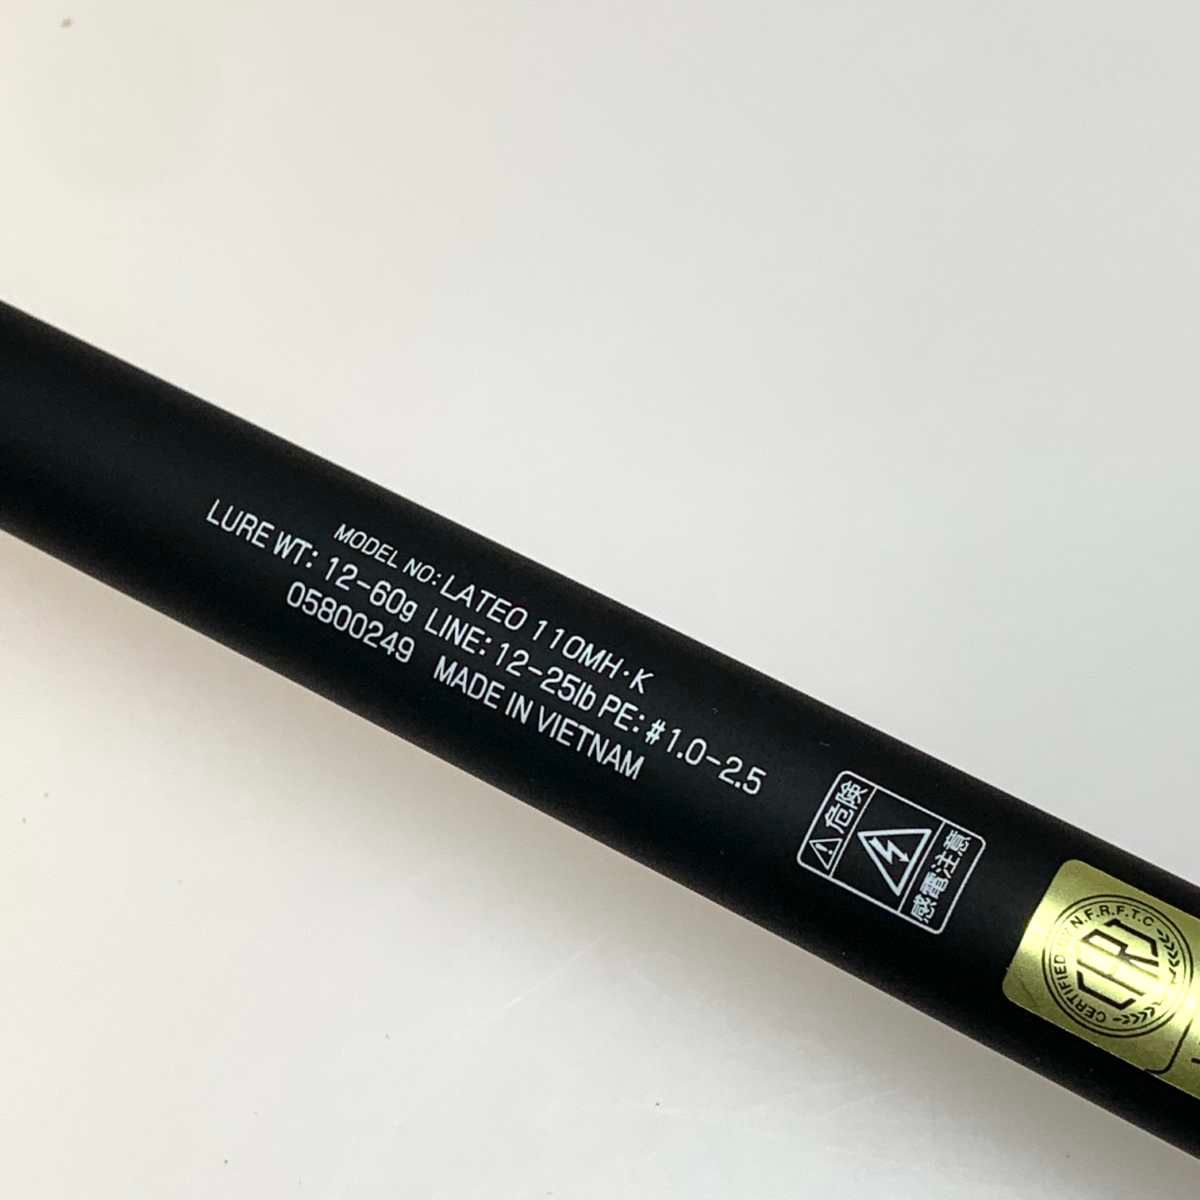 MODEL NO: LATEO 110MH・K
LURE WT: 12-60g LINE: 12-25lb PE: #1.0-2.5
05800249 MADE IN VIETNAM
⚠危険
感電注意
CERTIFIED BY N.F.R.F.T.C